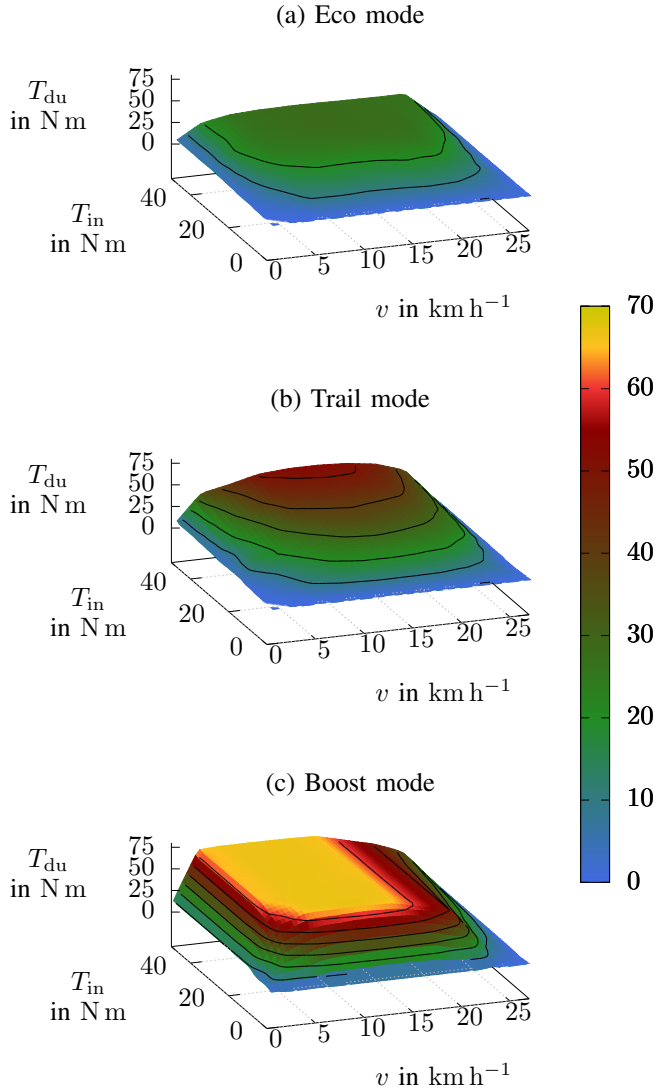 (a) Eco mode
75
50
25
0
T_du
in N m
40
20
0
T_in
in N m
0 5 10 15 20 25
v in km h⁻¹
70
60
50
40
30
20
10
0
(b) Trail mode
75
50
25
0
T_du
in N m
40
20
0
T_in
in N m
0 5 10 15 20 25
v in km h⁻¹
(c) Boost mode
75
50
25
0
T_du
in N m
40
20
0
T_in
in N m
0 5 10 15 20 25
v in km h⁻¹